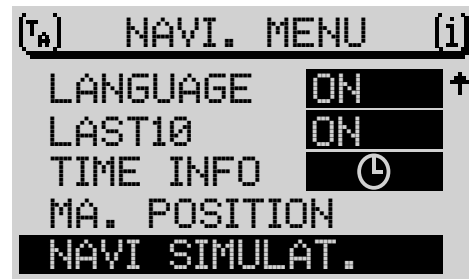 (TA) NAVI. MENU (i)
LANGUAGE ON
LAST10 ON
TIME INFO
MA. POSITION
NAVI SIMULAT.